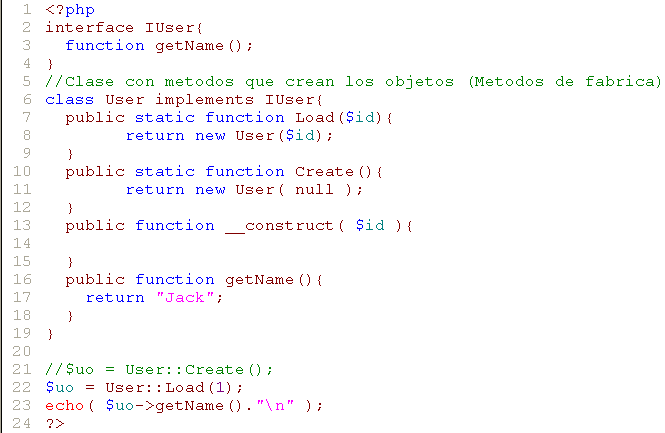 1 <?php
2 interface IUser{
3   function getName();
4 }
5 //Clase con metodos que crean los objetos (Metodos de fabrica)
6 class User implements IUser{
7   public static function Load($id){
8         return new User($id);
9   }
10   public static function Create(){
11         return new User( null );
12   }
13   public function __construct( $id ){
14
15   }
16   public function getName(){
17     return "Jack";
18   }
19 }
20
21 //$uo = User::Create();
22 $uo = User::Load(1);
23 echo( $uo->getName()."\n" );
24 ?>